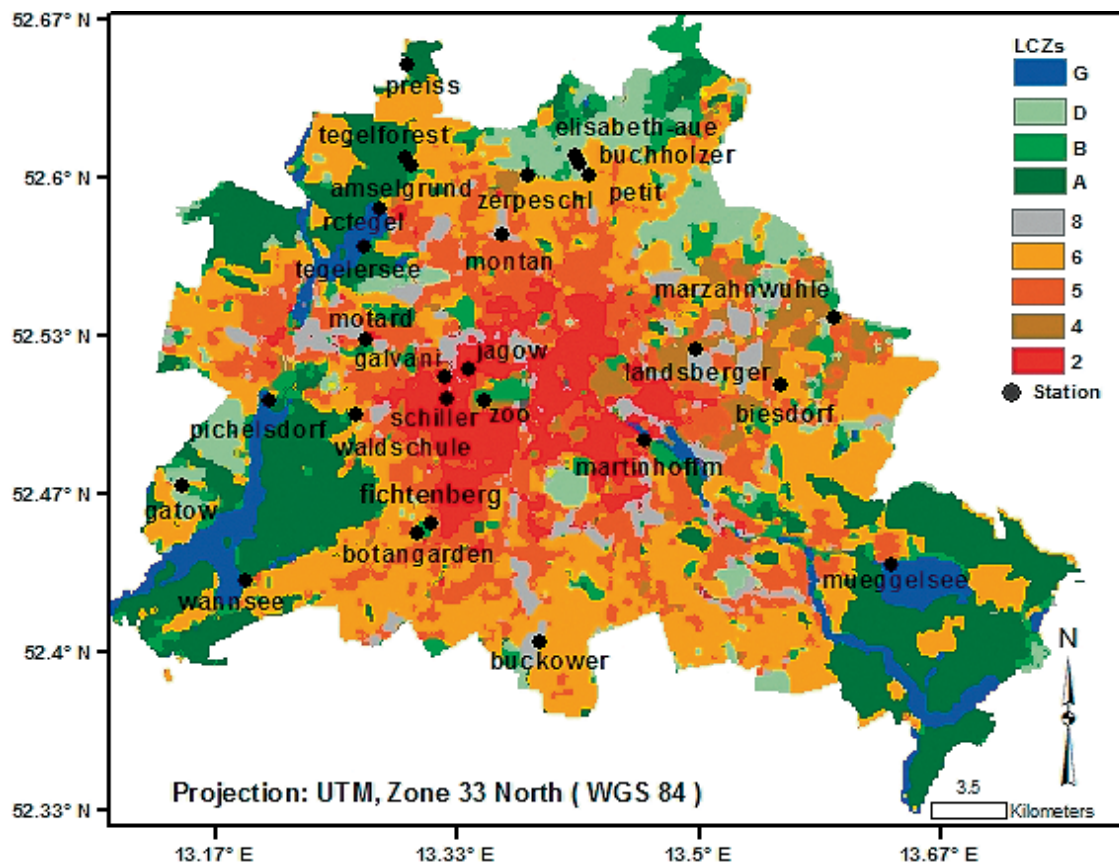 52.67° N
52.6° N
52.53° N
52.47° N
52.4° N
52.33° N
preiss
tegelforest
elisabeth-aue
buchholzer
amselgrund
zerpeschl
petit
rctegel
montan
tegelersee
marzahnwuhle
motard
galvani
jagow
landsberger
schiller
zoo
biesdorf
pichelsdorf
waldschule
martinhoffm
fichtenberg
gatow
botangarden
wannsee
mueggelsee
buckower
LCZs
G
D
B
A
8
6
5
4
2
Station
N
Projection: UTM, Zone 33 North ( WGS 84 )
3.5
Kilometers
13.17° E
13.33° E
13.5° E
13.67° E